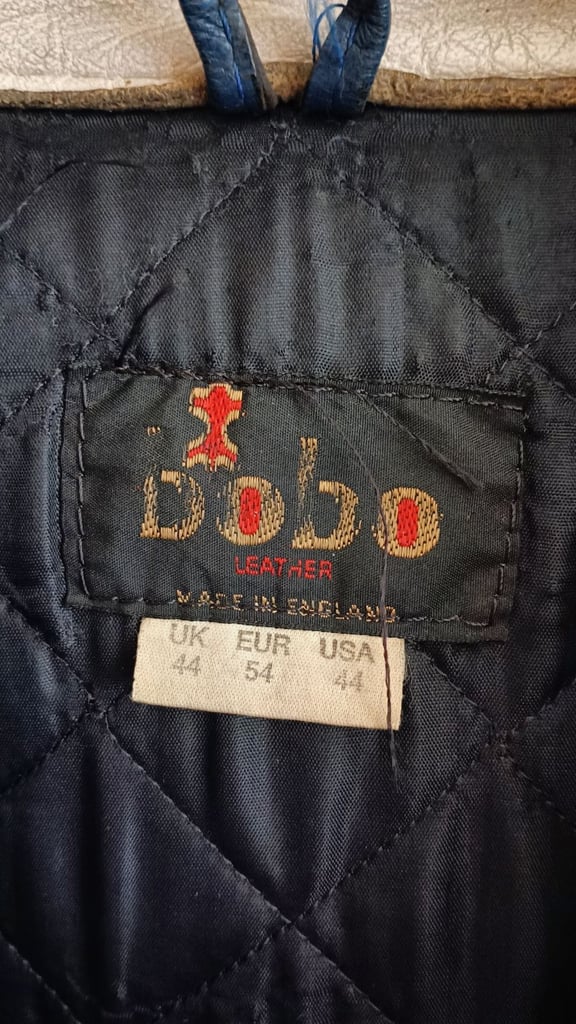 bobo
LEATHER
MADE IN ENGLAND
UK EUR USA
44 54 44